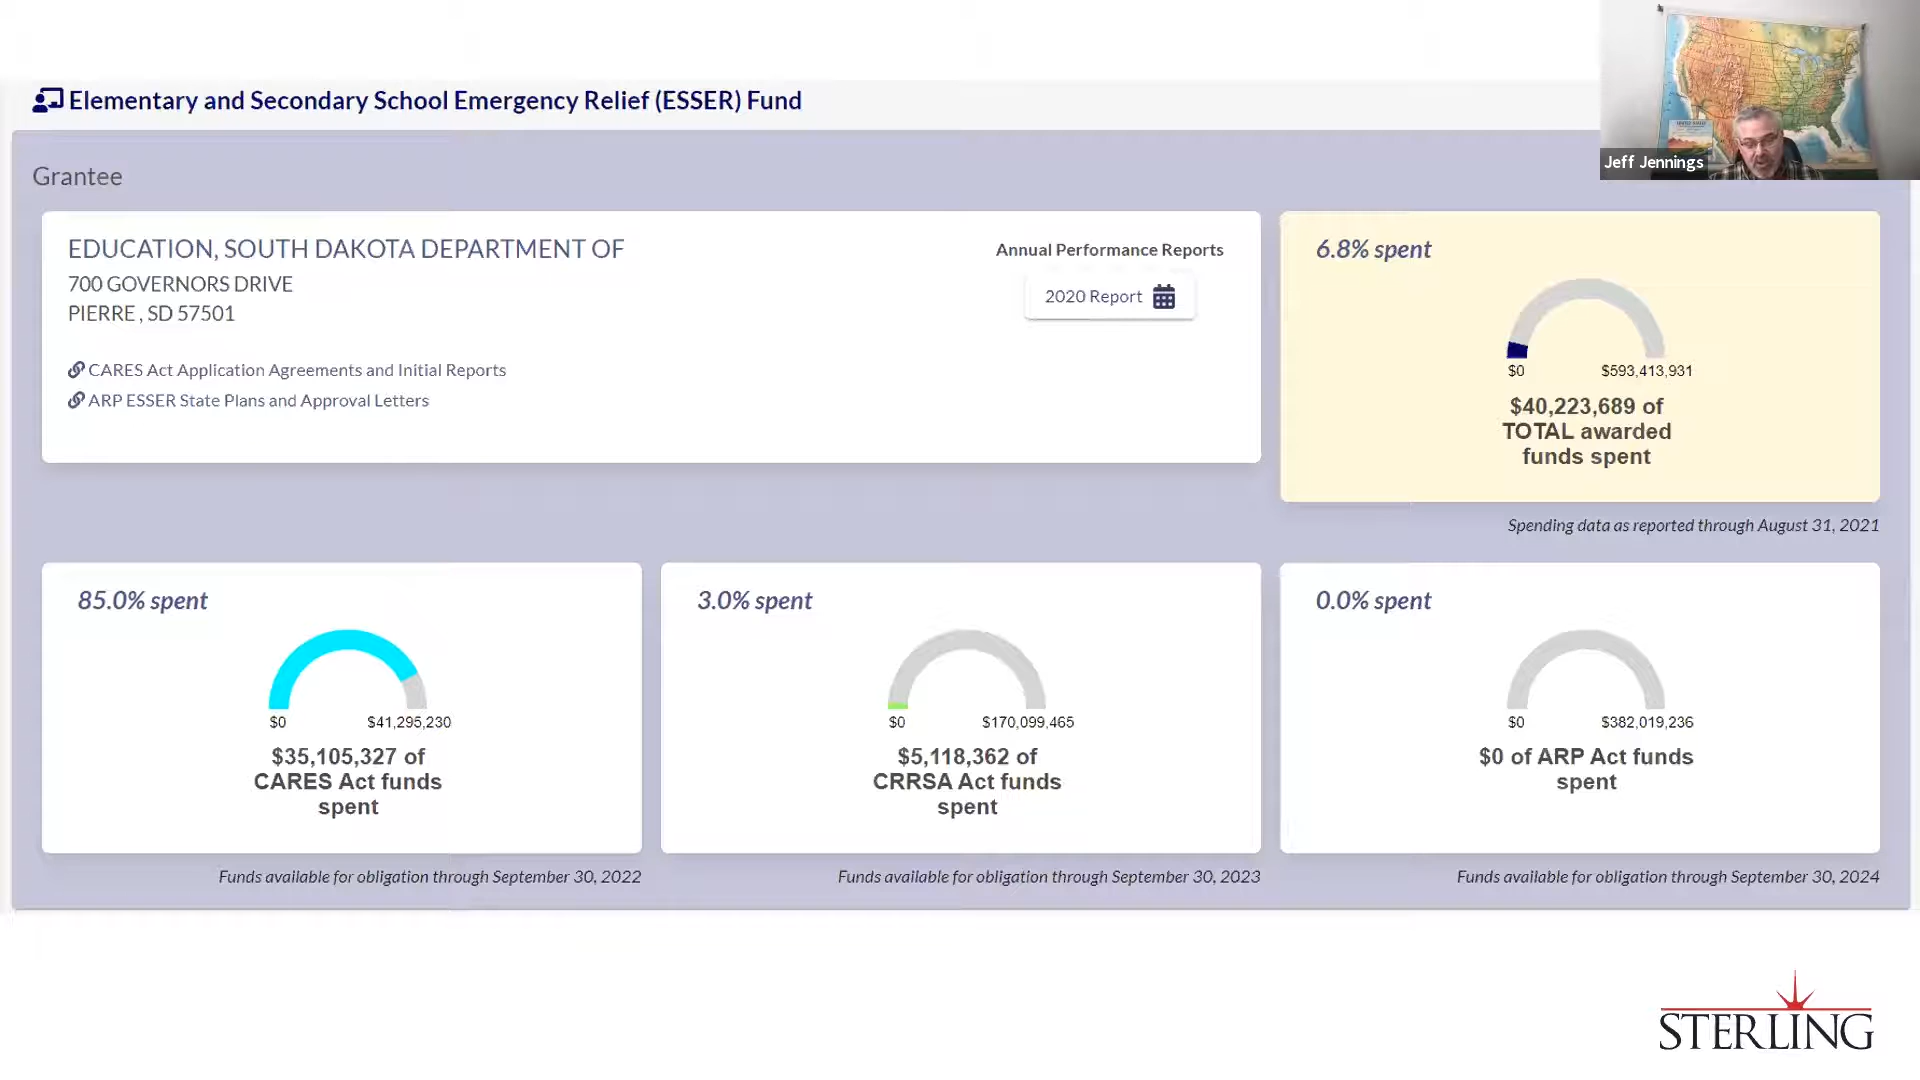 Elementary and Secondary School Emergency Relief (ESSER) Fund
Jeff Jennings
Grantee
EDUCATION, SOUTH DAKOTA DEPARTMENT OF
700 GOVERNORS DRIVE
PIERRE , SD 57501
CARES Act Application Agreements and Initial Reports
ARP ESSER State Plans and Approval Letters
Annual Performance Reports
2020 Report
6.8% spent
$0
$593,413,931
$40,223,689 of
TOTAL awarded
funds spent
Spending data as reported through August 31, 2021
85.0% spent
$0
$41,295,230
$35,105,327 of
CARES Act funds
spent
Funds available for obligation through September 30, 2022
3.0% spent
$0
$170,099,465
$5,118,362 of
CRRSA Act funds
spent
Funds available for obligation through September 30, 2023
0.0% spent
$0
$382,019,236
$0 of ARP Act funds
spent
Funds available for obligation through September 30, 2024
STERLING